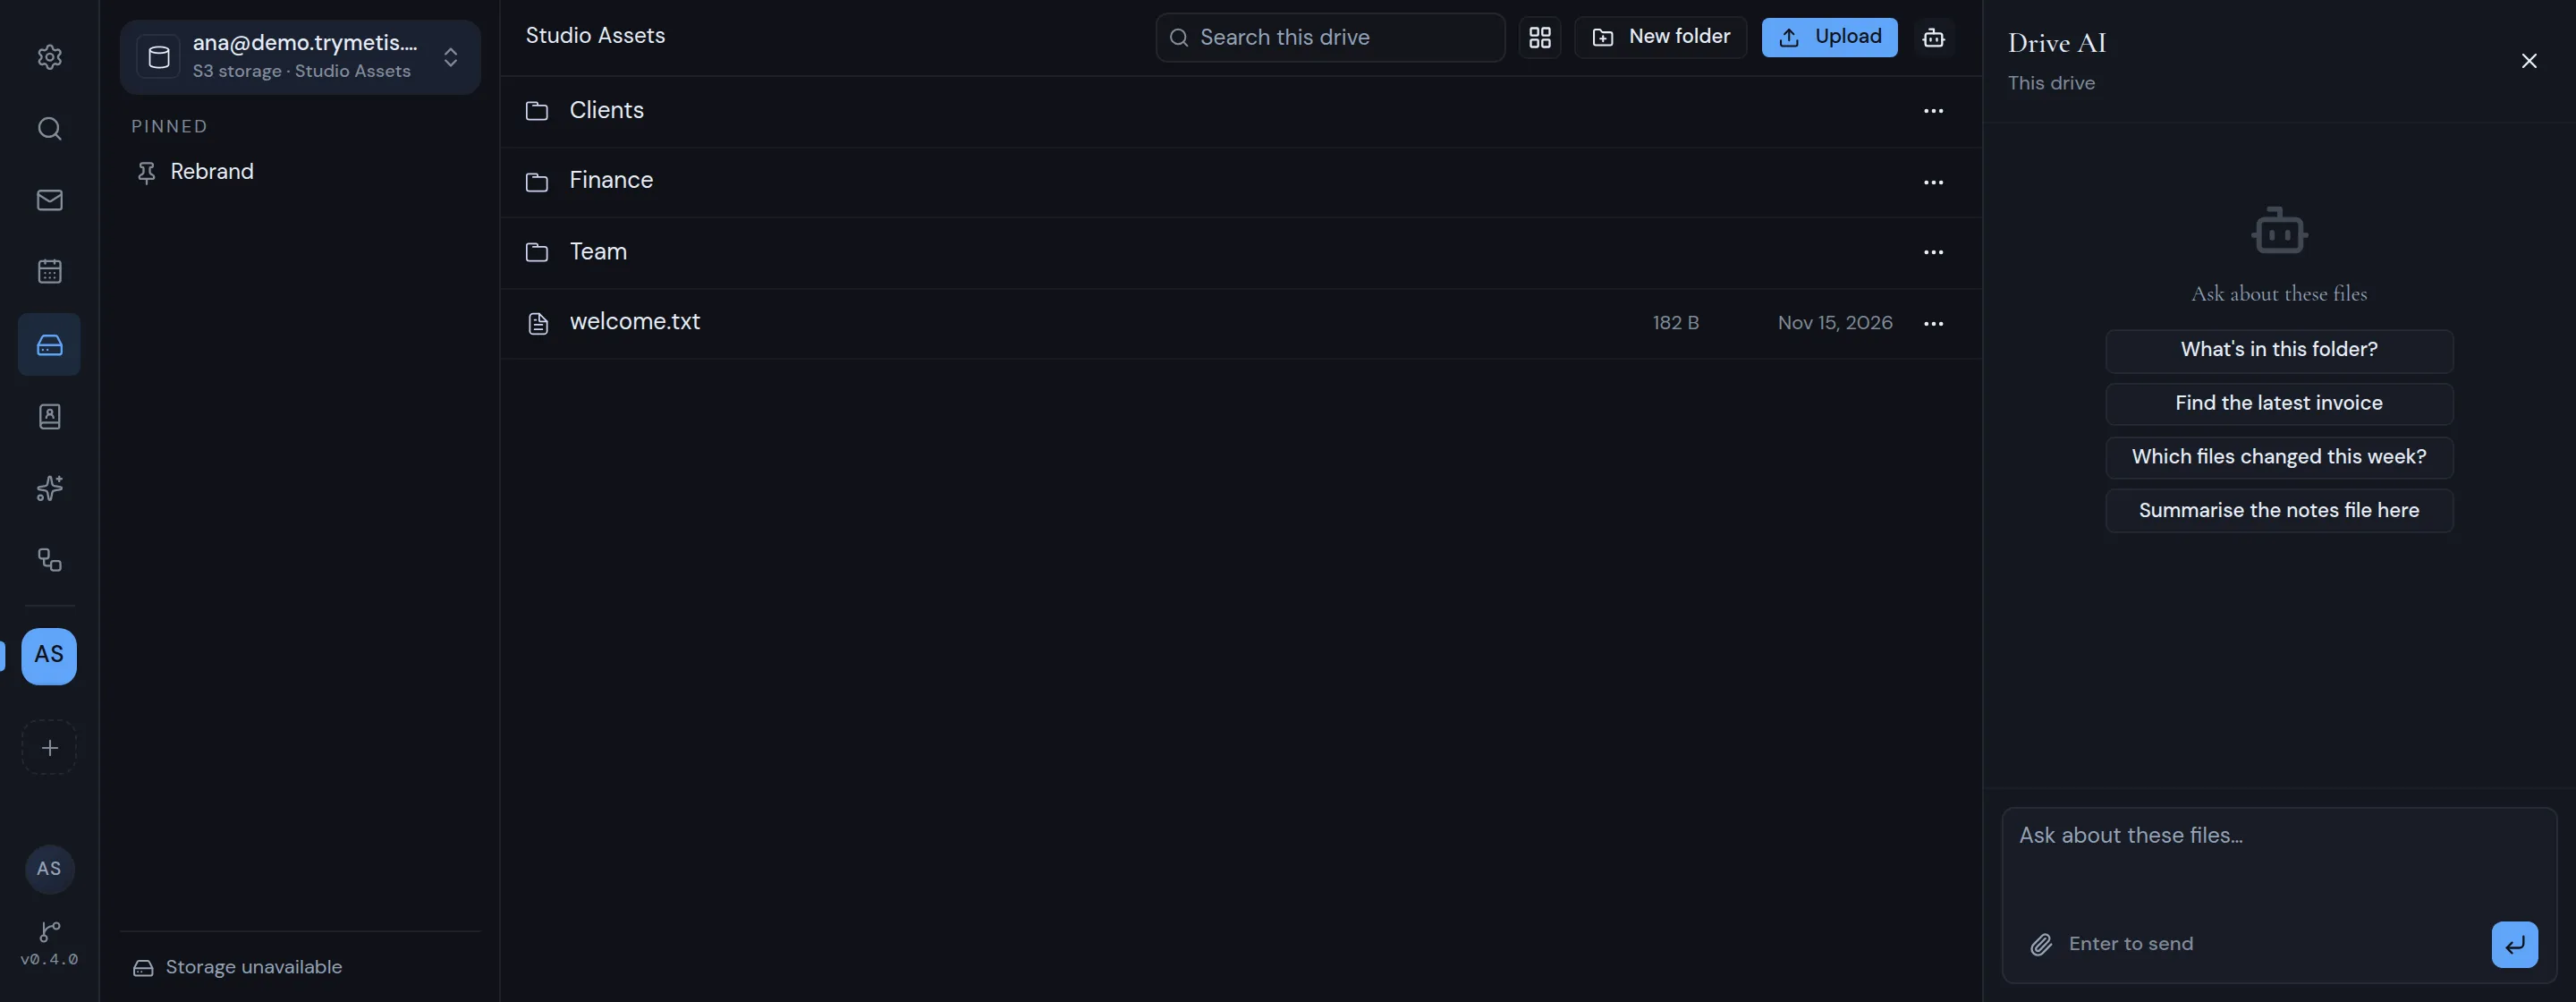 ana@demo.trymetis....
S3 storage · Studio Assets
PINNED
Rebrand
AS
AS
v0.4.0
Storage unavailable
Studio Assets
Search this drive
New folder
Upload
Clients
Finance
Team
welcome.txt 182 B Nov 15, 2026
Drive AI
This drive
Ask about these files
What's in this folder?
Find the latest invoice
Which files changed this week?
Summarise the notes file here
Ask about these files...
Enter to send